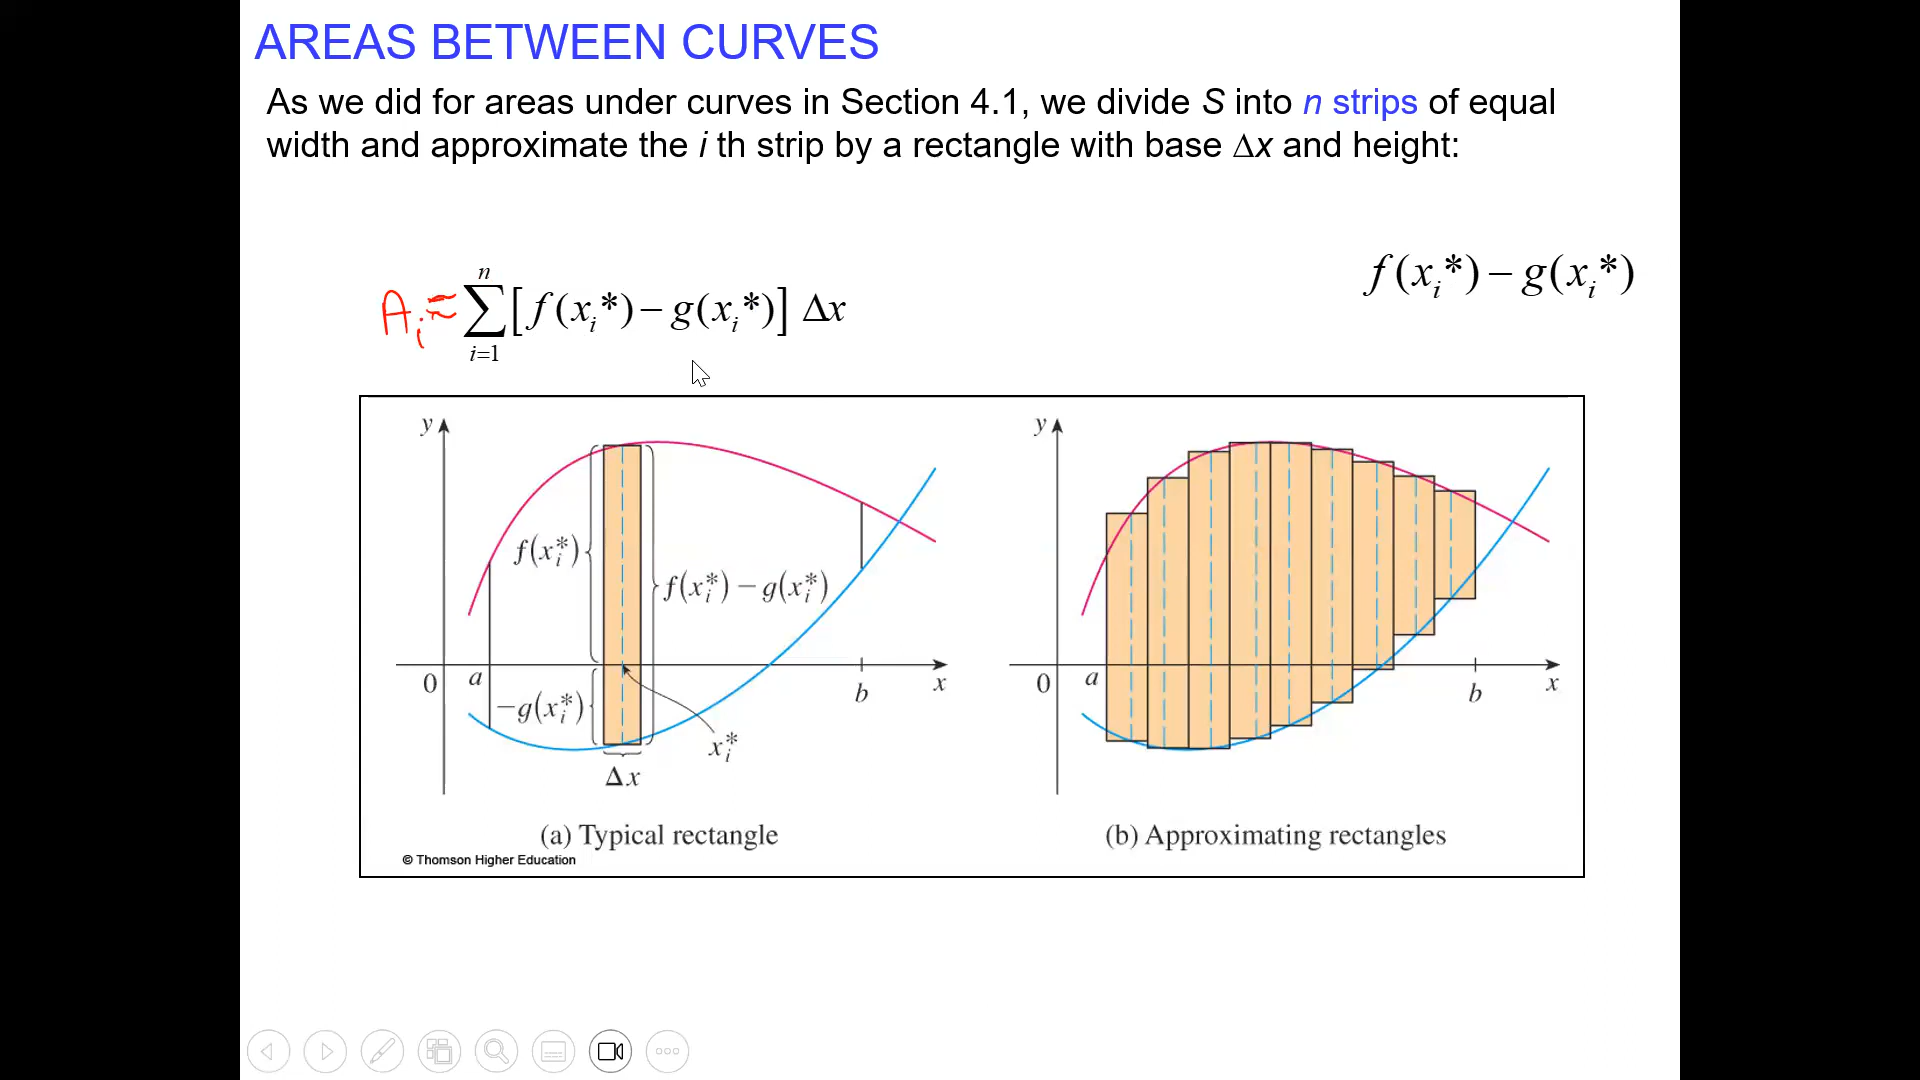 AREAS BETWEEN CURVES
As we did for areas under curves in Section 4.1, we divide S into n strips of equal
width and approximate the i th strip by a rectangle with base Δx and height:
f(xᵢ*) – g(xᵢ*)
Aᵢ ≈ ∑ᵢ₌₁ⁿ [f(xᵢ*) – g(xᵢ*)] Δx
y
f(xᵢ*)
f(xᵢ*) − g(xᵢ*)
0 a b x
−g(xᵢ*)
xᵢ*
Δx
(a) Typical rectangle
© Thomson Higher Education
y
0 a b x
(b) Approximating rectangles